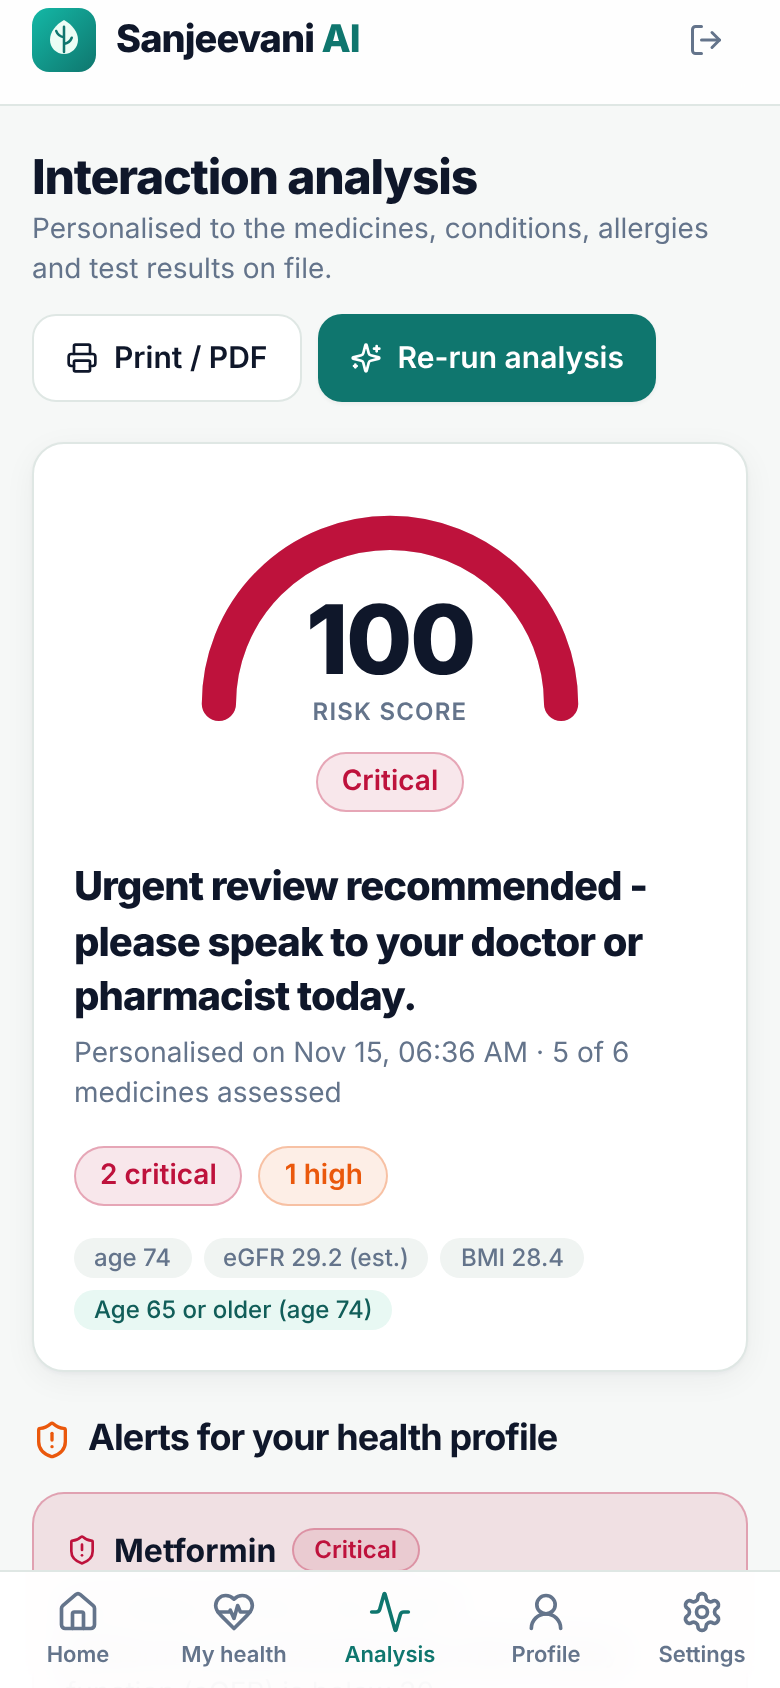 Sanjeevani AI
Interaction analysis
Personalised to the medicines, conditions, allergies
and test results on file.
Print / PDF
Re-run analysis
100
RISK SCORE
Critical
Urgent review recommended -
please speak to your doctor or
pharmacist today.
Personalised on Nov 15, 06:36 AM · 5 of 6
medicines assessed
2 critical
1 high
age 74
eGFR 29.2 (est.)
BMI 28.4
Age 65 or older (age 74)
Alerts for your health profile
Metformin
Critical
Home
My health
Analysis
Profile
Settings